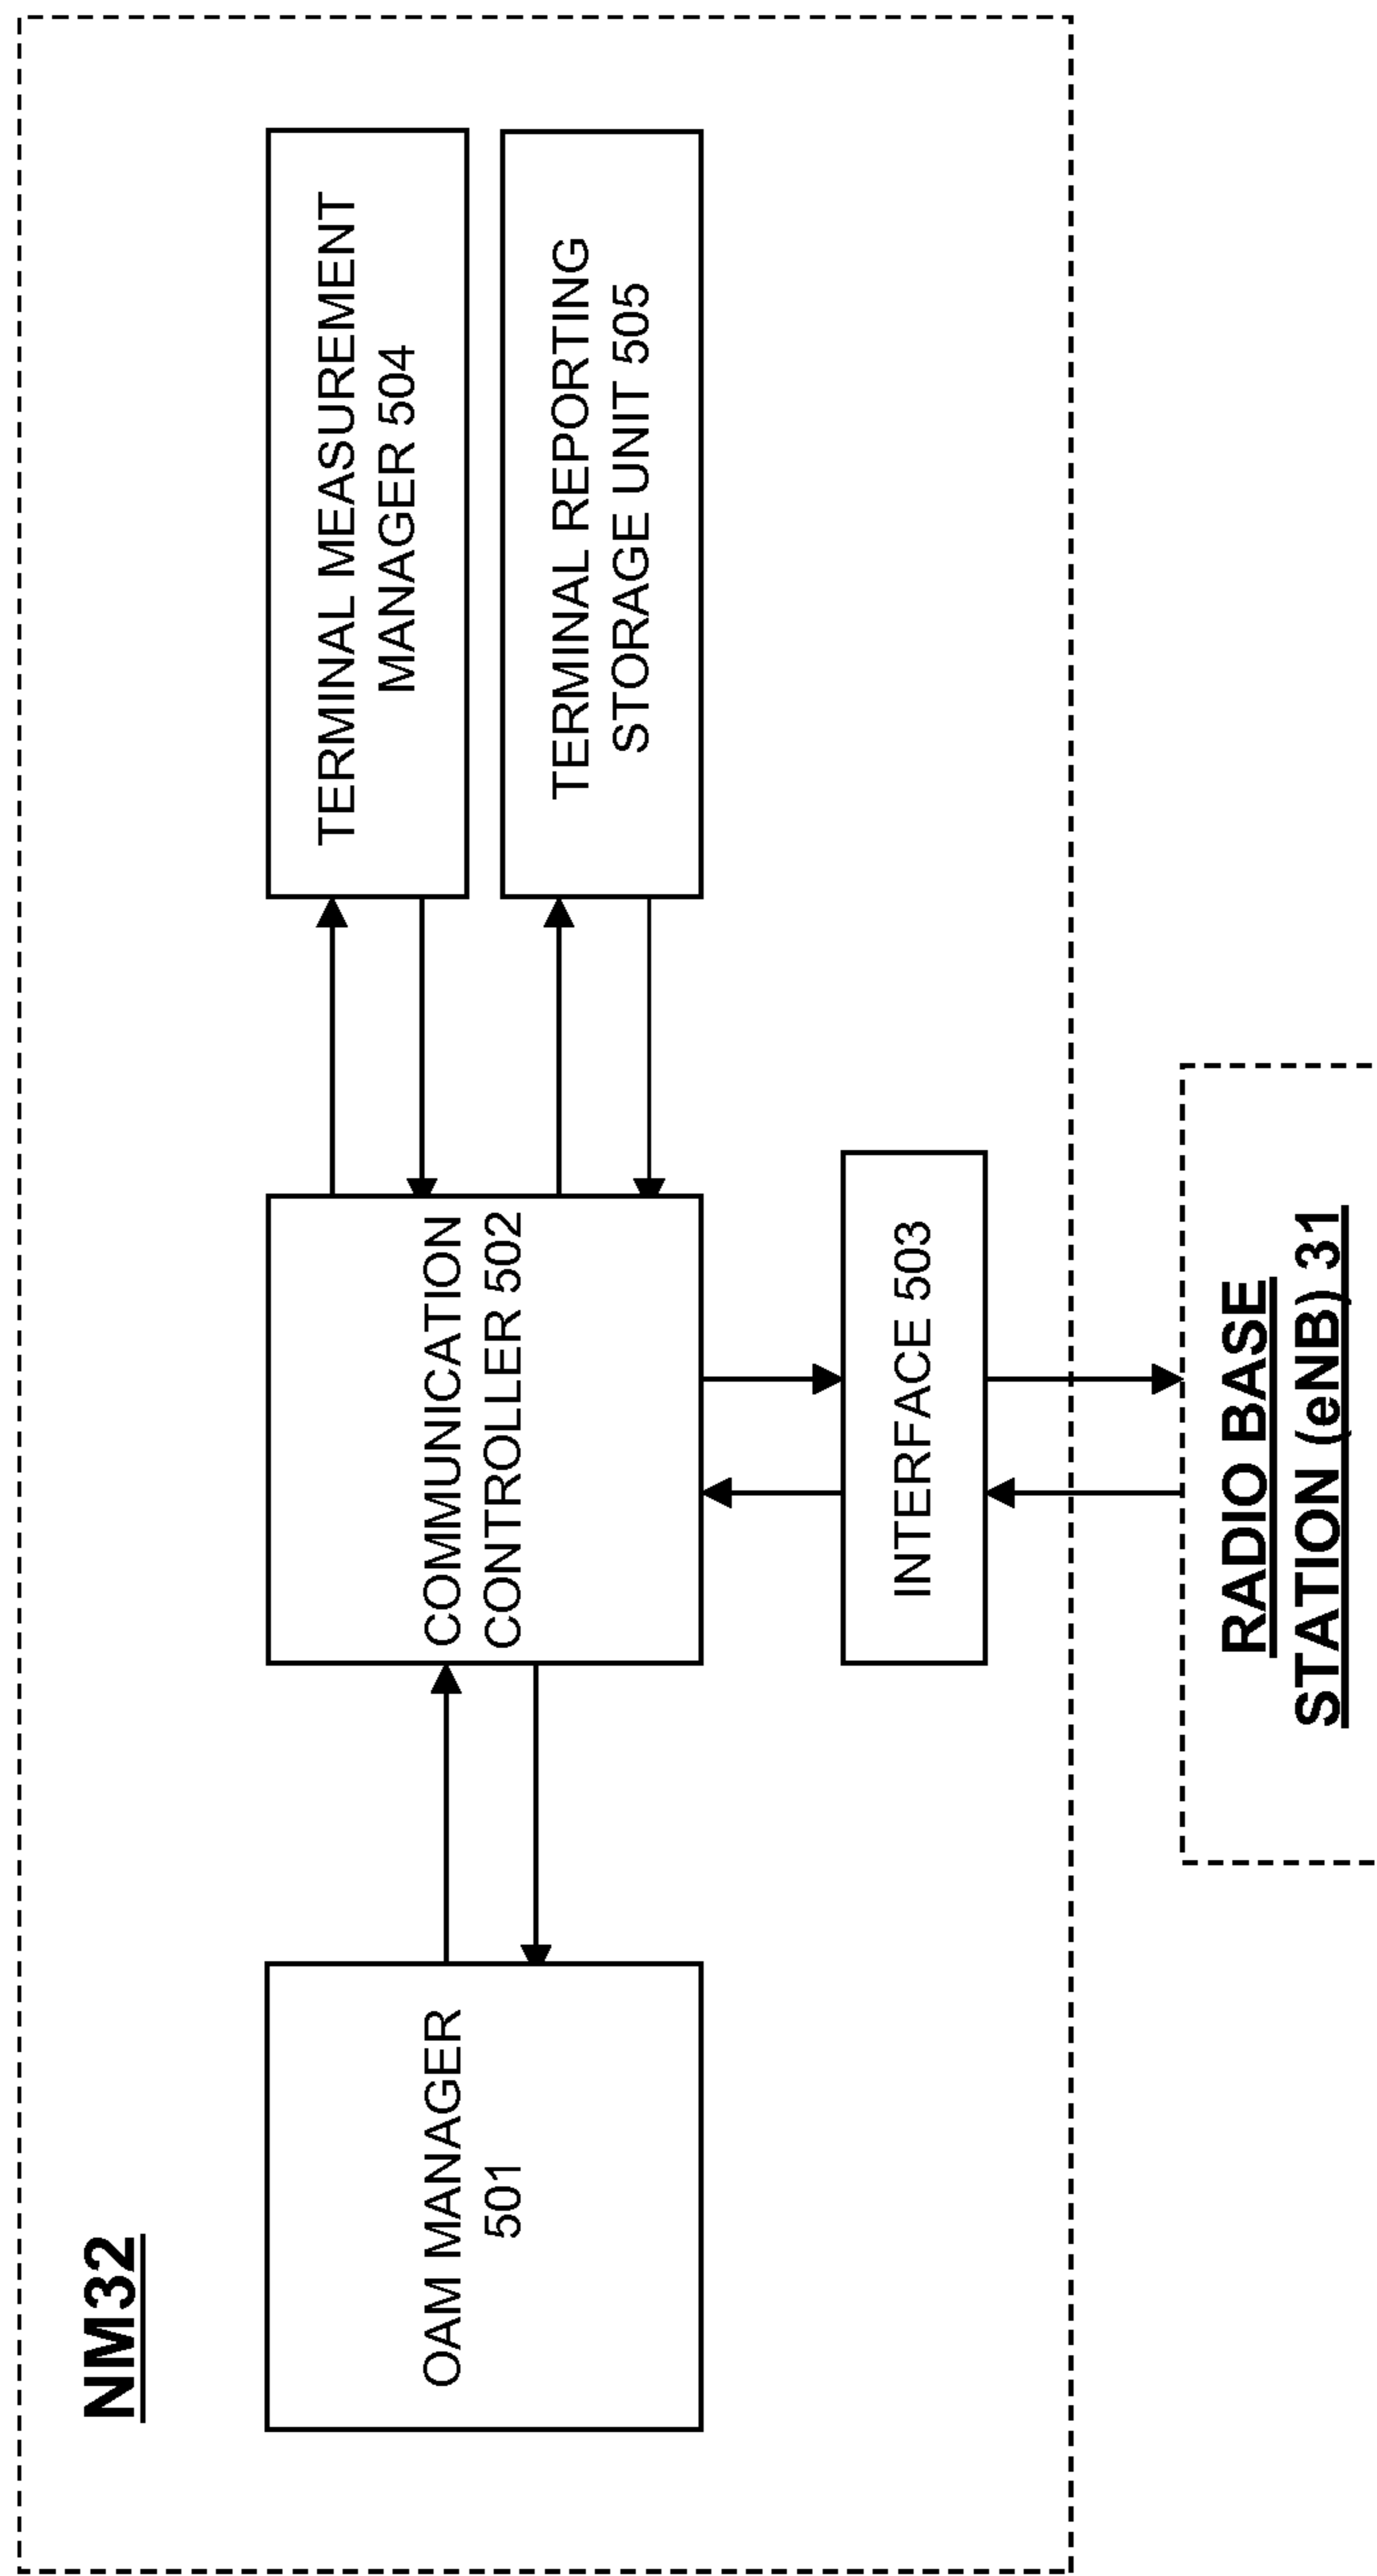 NM32
OAM MANAGER
501
COMMUNICATION
CONTROLLER 502
TERMINAL MEASUREMENT
MANAGER 504
TERMINAL REPORTING
STORAGE UNIT 505
INTERFACE 503
RADIO BASE
STATION (eNB) 31